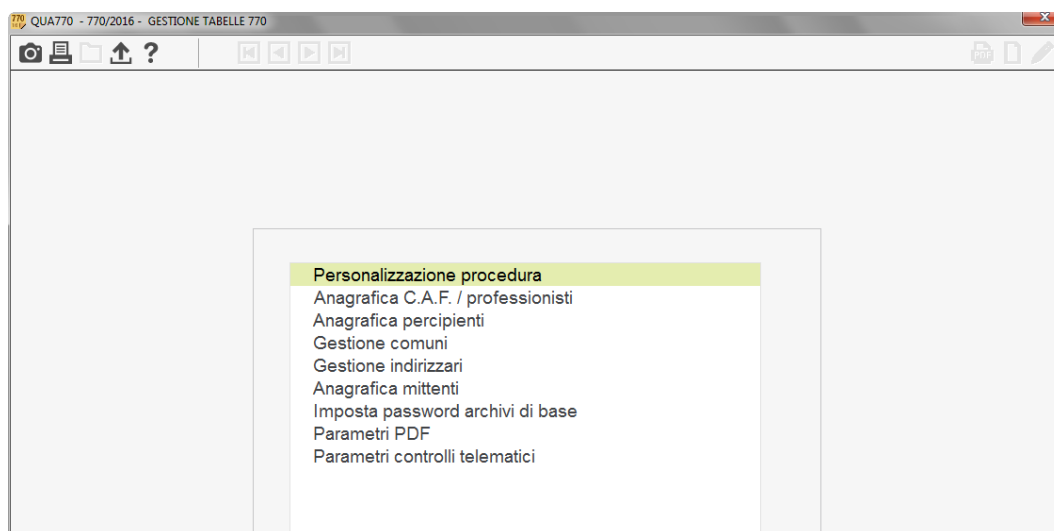 QUA770 - 770/2016 - GESTIONE TABELLE 770
?
PDF
Personalizzazione procedura
Anagrafica C.A.F. / professionisti
Anagrafica percipienti
Gestione comuni
Gestione indirizzari
Anagrafica mittenti
Imposta password archivi di base
Parametri PDF
Parametri controlli telematici